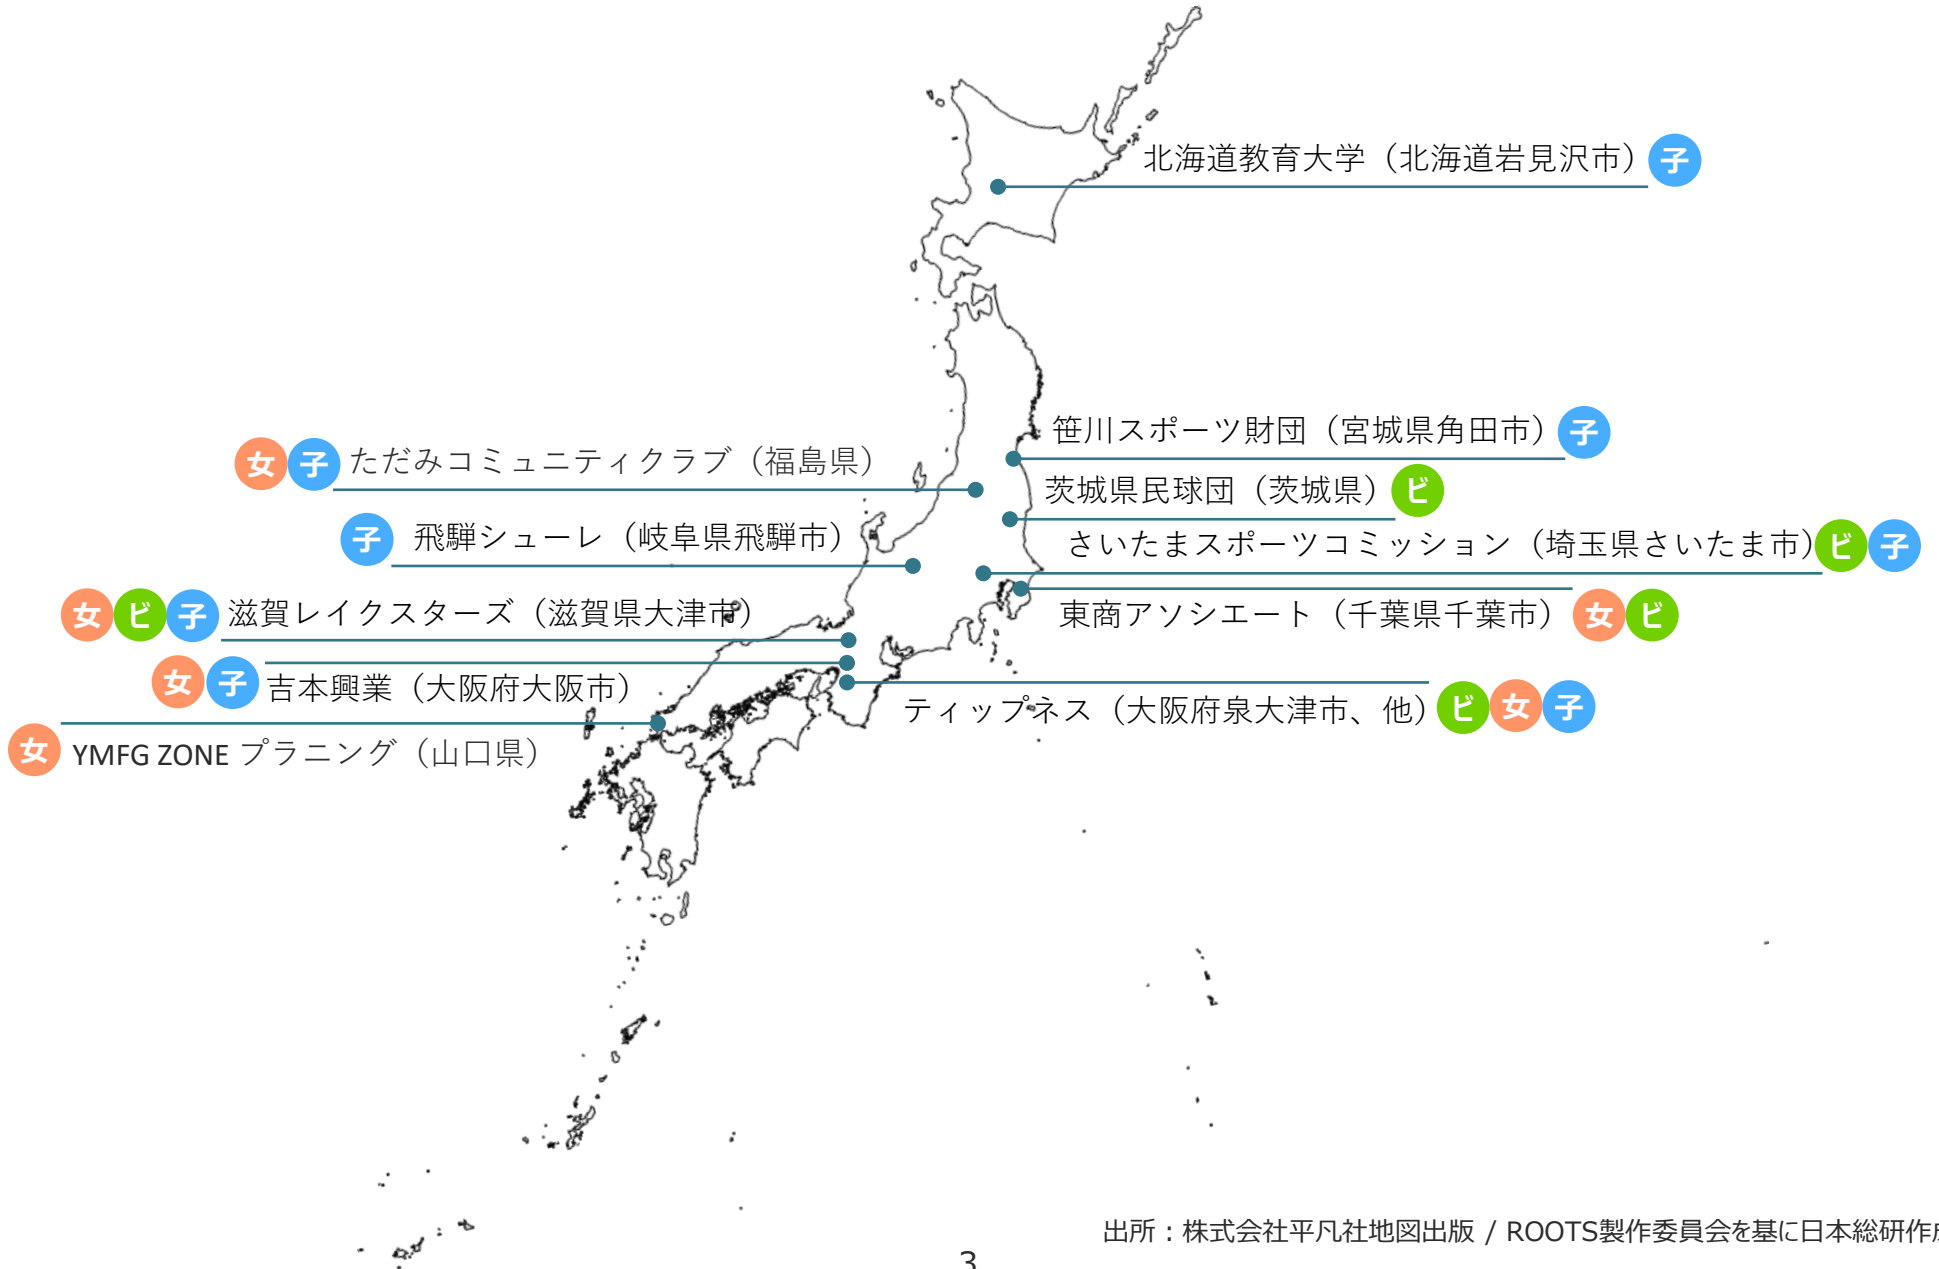 北海道教育大学（北海道岩見沢市） 子
笹川スポーツ財団（宮城県角田市） 子
女 子 ただみコミュニティクラブ（福島県）
茨城県民球団（茨城県） ビ
子 飛騨シューレ（岐阜県飛騨市）
さいたまスポーツコミッション（埼玉県さいたま市） ビ 子
女 ビ 子 滋賀レイクスターズ（滋賀県大津市）
東商アソシエート（千葉県千葉市） 女 ビ
女 子 吉本興業（大阪府大阪市）
ティップネス（大阪府泉大津市、他） ビ 女 子
女 YMFG ZONE プラニング（山口県）
出所：株式会社平凡社地図出版 / ROOTS製作委員会を基に日本総研作成
3